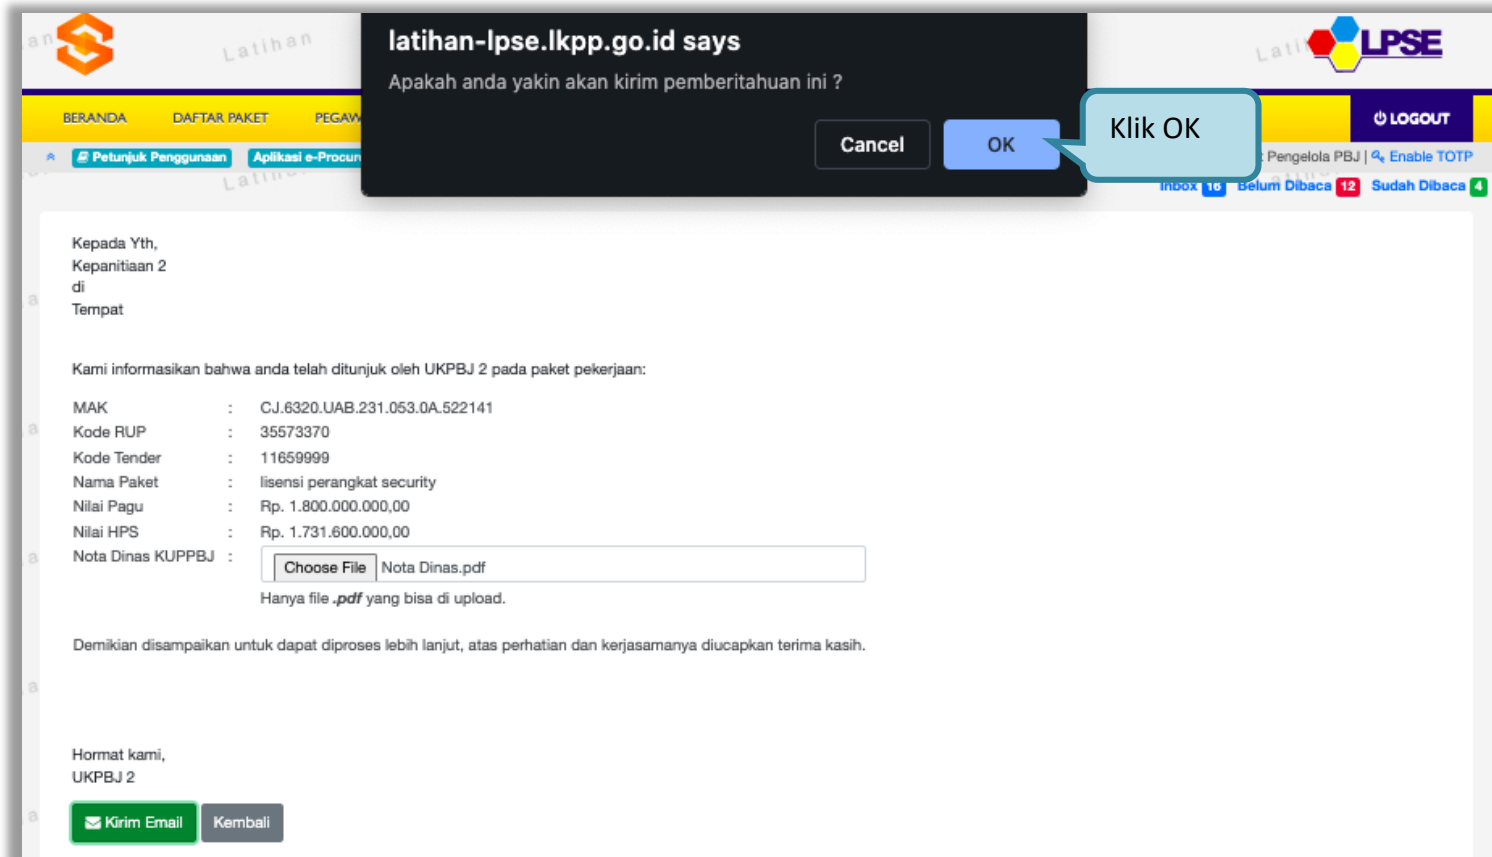 Latihan
latihan-lpse.lkpp.go.id says
Apakah anda yakin akan kirim pemberitahuan ini ?
Cancel OK
Klik OK
LPSE
BERANDA DAFTAR PAKET
LOGOUT
Petunjuk Penggunaan
Pengelola PBJ | Enable TOTP
Inbox 16 Belum Dibaca 12 Sudah Dibaca 4
Kepada Yth,
Kepanitiaan 2
di
Tempat
Kami informasikan bahwa anda telah ditunjuk oleh UKPBJ 2 pada paket pekerjaan:
MAK : CJ.6320.UAB.231.053.0A.522141
Kode RUP : 35573370
Kode Tender : 11659999
Nama Paket : lisensi perangkat security
Nilai Pagu : Rp. 1.800.000.000,00
Nilai HPS : Rp. 1.731.600.000,00
Nota Dinas KUPPBJ : Choose File Nota Dinas.pdf
Hanya file .pdf yang bisa di upload.
Demikian disampaikan untuk dapat diproses lebih lanjut, atas perhatian dan kerjasamanya diucapkan terima kasih.
Hormat kami,
UKPBJ 2
Kirim Email Kembali